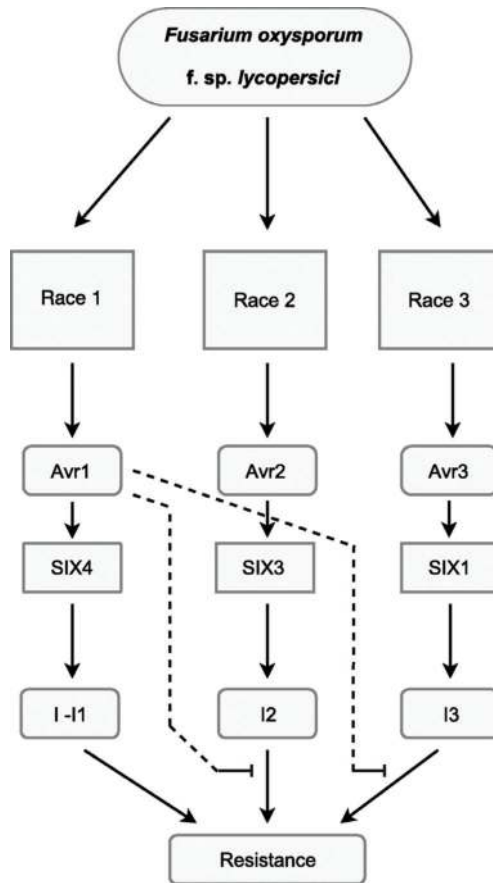 Fusarium oxysporum
f. sp. lycopersici
Race 1
Race 2
Race 3
Avr1
Avr2
Avr3
SIX4
SIX3
SIX1
I -I1
I2
I3
Resistance